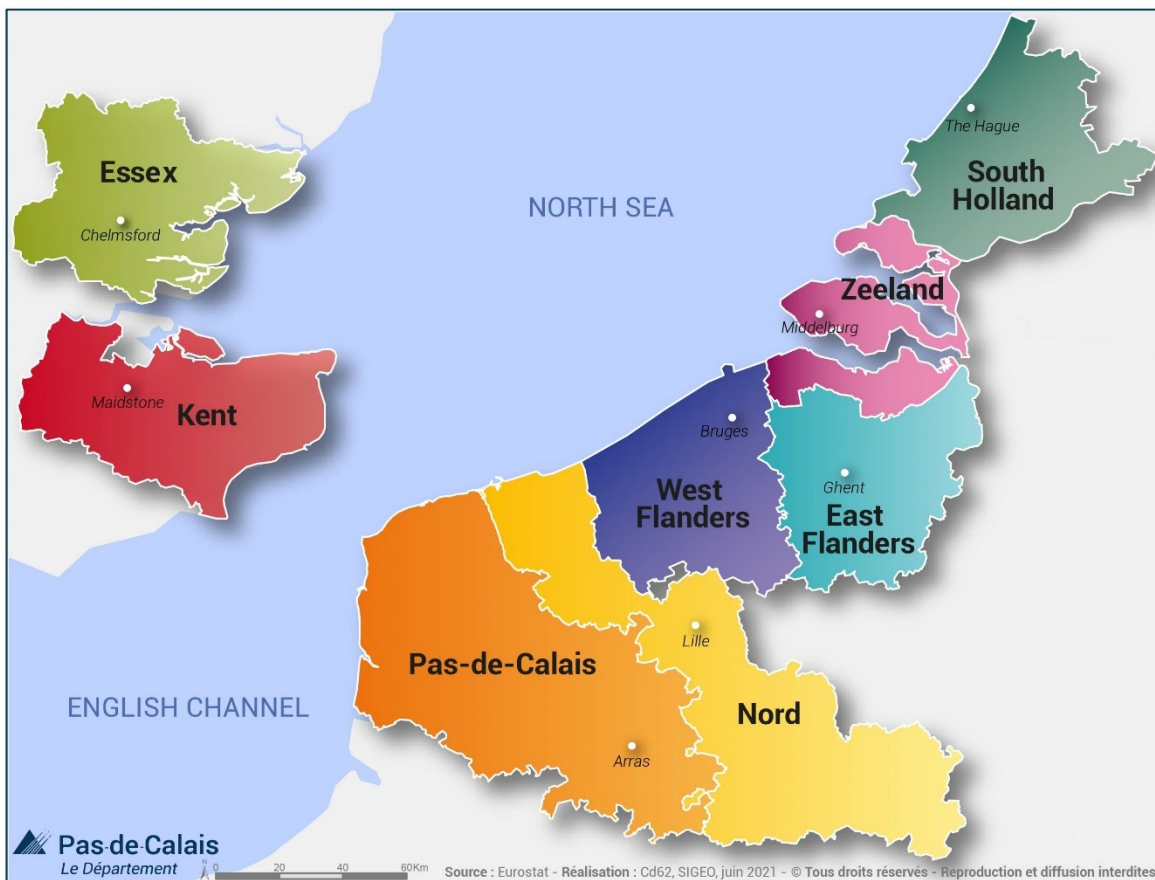 The Hague
South
Holland
Essex
Chelmsford
NORTH SEA
Zeeland
Middelburg
Maidstone
Kent
Bruges
West
Flanders
Ghent
East
Flanders
Lille
Pas-de-Calais
ENGLISH CHANNEL
Nord
Arras
Pas-de-Calais
Le Département
N
0 20 40 60Km
Source : Eurostat - Réalisation : Cd62, SIGEO, juin 2021 - © Tous droits réservés - Reproduction et diffusion interdites